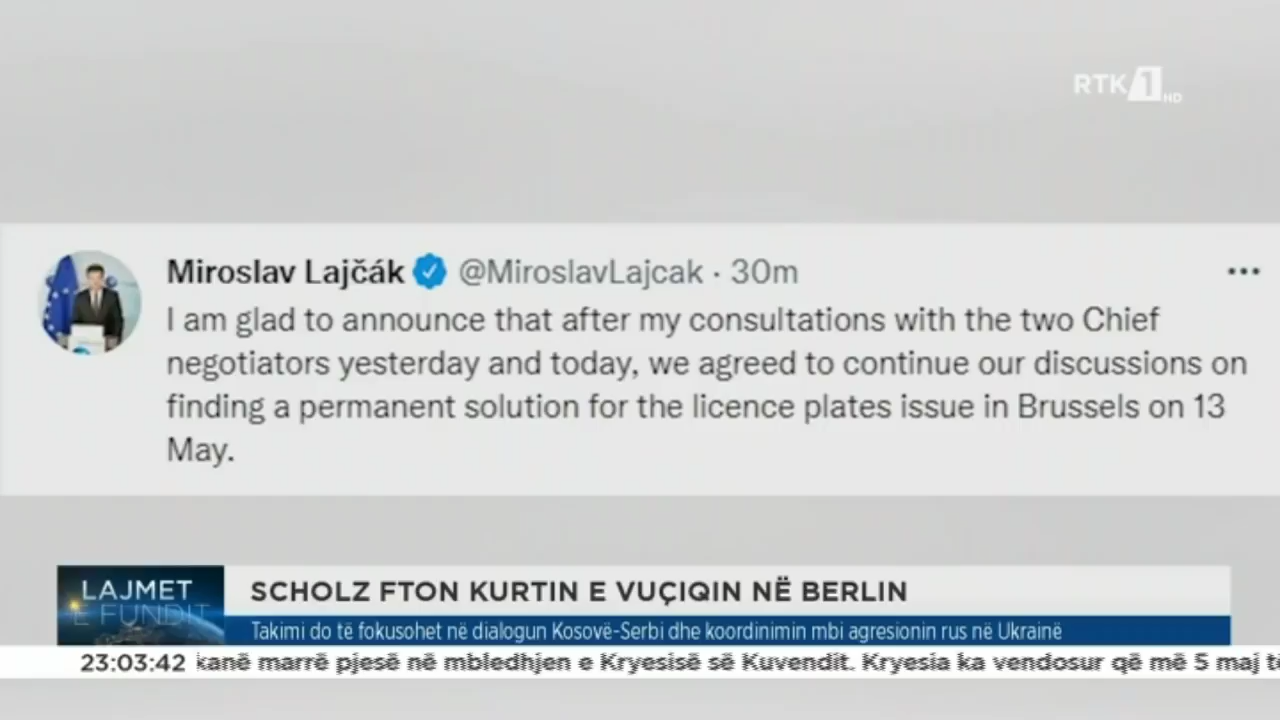 RTK 1 HD
Miroslav Lajčák @MiroslavLajcak · 30m
I am glad to announce that after my consultations with the two Chief
negotiators yesterday and today, we agreed to continue our discussions on
finding a permanent solution for the licence plates issue in Brussels on 13
May.
LAJMET
E FUNDIT
SCHOLZ FTON KURTIN E VUÇIQIN NË BERLIN
Takimi do të fokusohet në dialogun Kosovë-Serbi dhe koordinimin mbi agresionin rus në Ukrainë
23:03:42 kanë marrë pjesë në mbledhjen e Kryesisë së Kuvendit. Kryesia ka vendosur që më 5 maj të